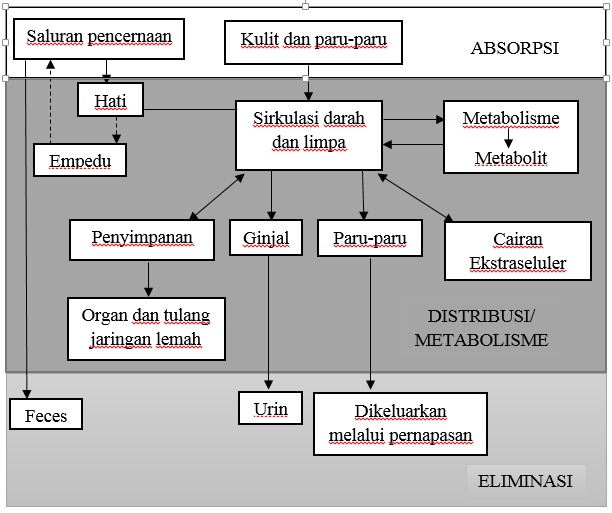 Saluran pencernaan
Kulit dan paru-paru
ABSORPSI
Hati
Sirkulasi darah
dan limpa
Metabolisme
Metabolit
Empedu
Penyimpanan
Ginjal
Paru-paru
Cairan
Ekstraseluler
Organ dan tulang
jaringan lemah
DISTRIBUSI/
METABOLISME
Feces
Urin
Dikeluarkan
melalui pernapasan
ELIMINASI